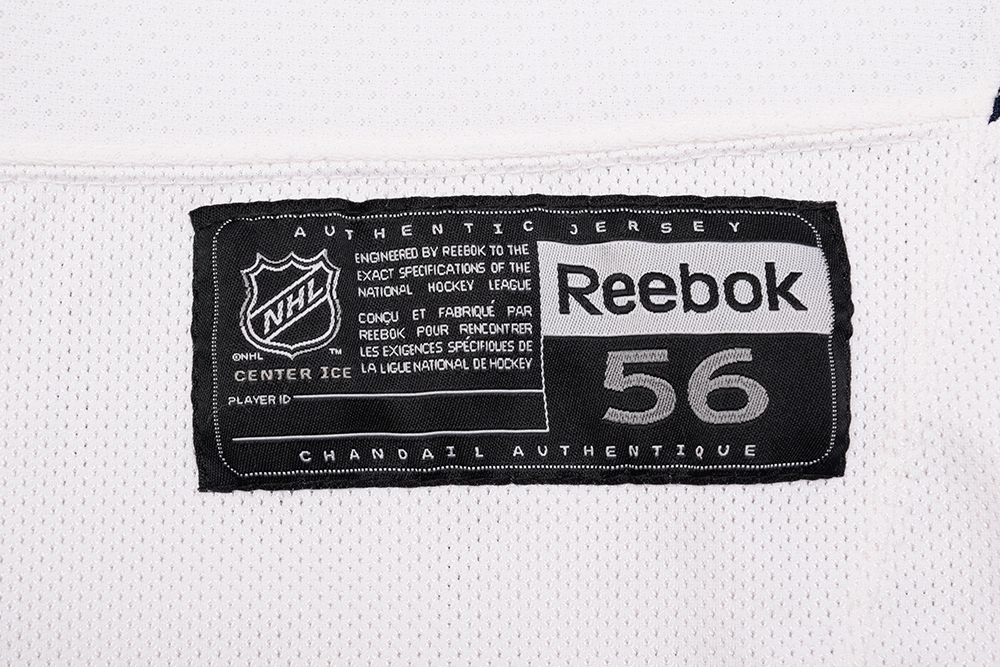 AUTHENTIC JERSEY
NHL
©NHL ™
CENTER ICE
ENGINEERED BY REEBOK TO THE
EXACT SPECIFICATIONS OF THE
NATIONAL HOCKEY LEAGUE
CONÇU ET FABRIQUÉ PAR
REEBOK POUR RENCONTRER
LES EXIGENCES SPÉCIFIQUES DE
LA LIGUE NATIONAL DE HOCKEY
PLAYER ID
Reebok
56
CHANDAIL AUTHENTIQUE